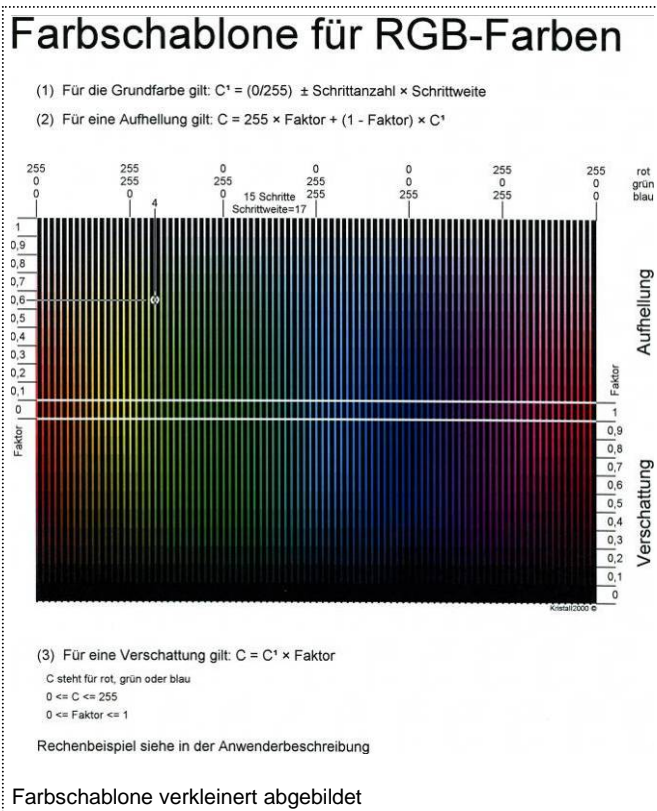 Farbschablone für RGB-Farben
(1) Für die Grundfarbe gilt: C¹ = (0/255) ± Schrittanzahl × Schrittweite
(2) Für eine Aufhellung gilt: C = 255 × Faktor + (1 - Faktor) × C¹
255 255 0 0 0 255 255 rot
0 255 255 255 0 0 0 grün
0 0 0 255 255 255 0 blau
4
15 Schritte
Schrittweite=17
1
0,9
0,8
0,7
0,6
0,5
0,4
0,3
0,2
0,1
0
Faktor
Aufhellung
Faktor
1
0,9
0,8
0,7
0,6
0,5
0,4
0,3
0,2
0,1
0
Verschattung
Kristall2000 ©
(3) Für eine Verschattung gilt: C = C¹ × Faktor
C steht für rot, grün oder blau
0 <= C <= 255
0 <= Faktor <= 1
Rechenbeispiel siehe in der Anwenderbeschreibung
Farbschablone verkleinert abgebildet